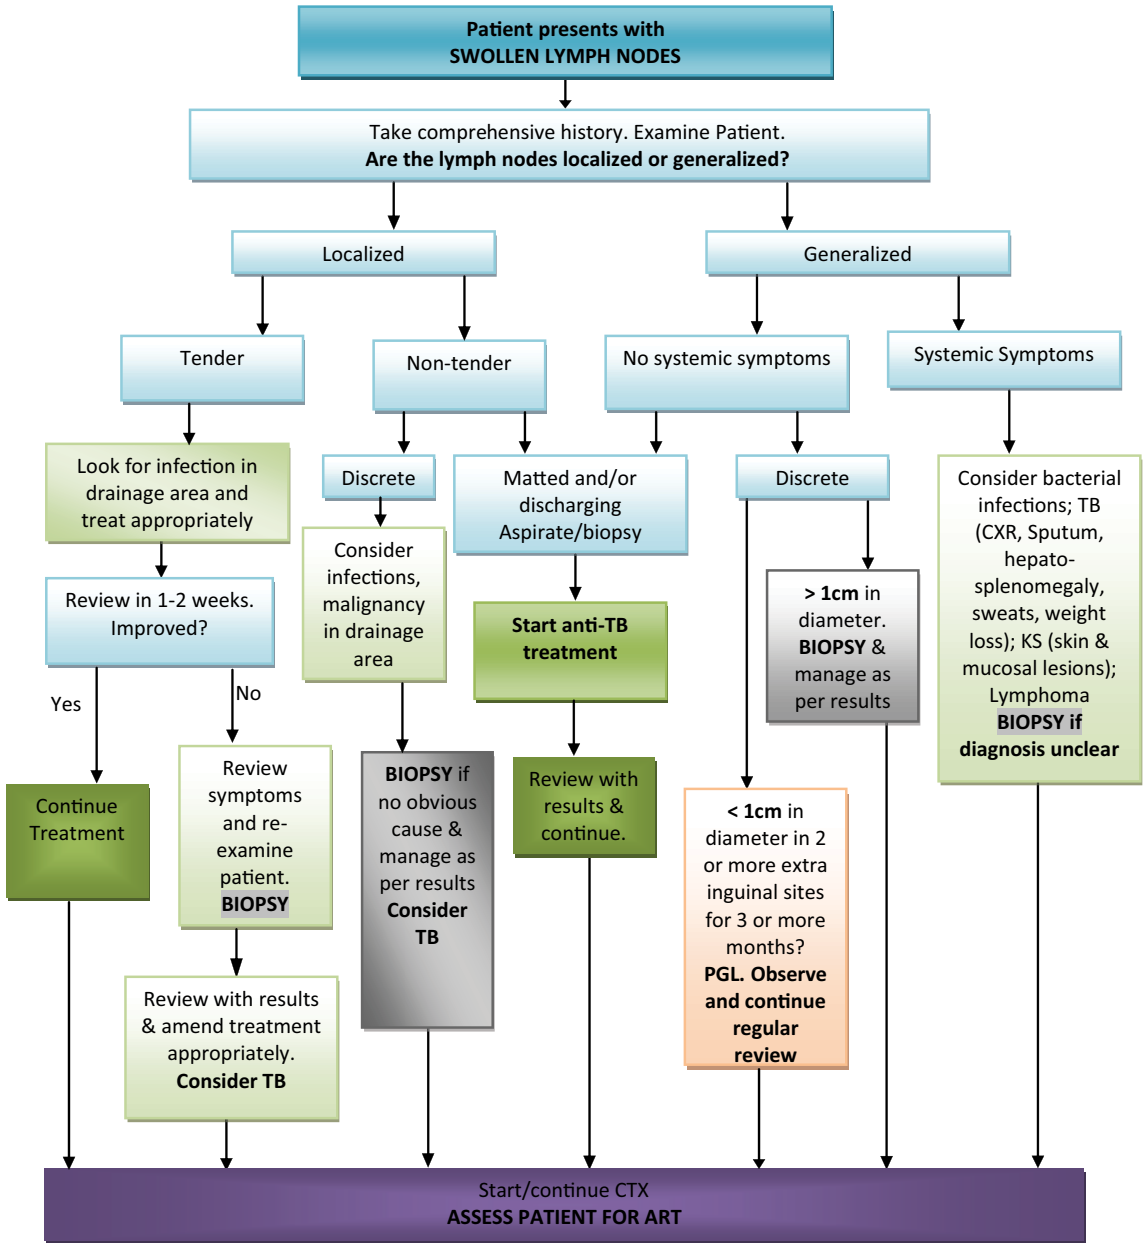 Patient presents with
SWOLLEN LYMPH NODES
Take comprehensive history. Examine Patient.
Are the lymph nodes localized or generalized?
Localized
Generalized
Tender
Non-tender
No systemic symptoms
Systemic Symptoms
Look for infection in
drainage area and
treat appropriately
Discrete
Matted and/or
discharging
Aspirate/biopsy
Discrete
Consider bacterial
infections; TB
(CXR, Sputum,
hepato-
splenomegaly,
sweats, weight
loss); KS (skin &
mucosal lesions);
Lymphoma
BIOPSY if
diagnosis unclear
Consider
infections,
malignancy
in drainage
area
> 1cm in
diameter.
BIOPSY &
manage as
per results
Review in 1-2 weeks.
Improved?
Start anti-TB
treatment
Yes
No
Continue
Treatment
Review
symptoms
and re-
examine
patient.
BIOPSY
BIOPSY if
no obvious
cause &
manage as
per results
Consider
TB
Review with
results &
continue.
< 1cm in
diameter in 2
or more extra
inguinal sites
for 3 or more
months?
PGL. Observe
and continue
regular
review
Review with results
& amend treatment
appropriately.
Consider TB
Start/continue CTX
ASSESS PATIENT FOR ART